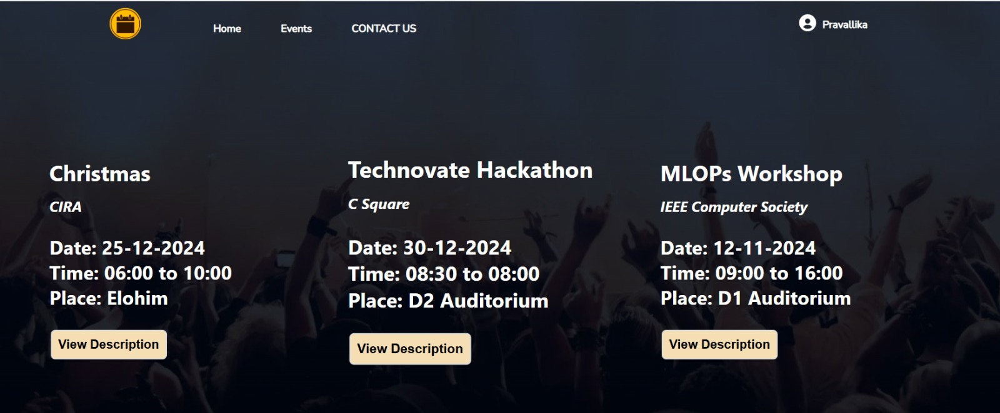 Home Events CONTACT US Pravallika
Christmas
CIRA
Date: 25-12-2024
Time: 06:00 to 10:00
Place: Elohim
View Description
Technovate Hackathon
C Square
Date: 30-12-2024
Time: 08:30 to 08:00
Place: D2 Auditorium
View Description
MLOPs Workshop
IEEE Computer Society
Date: 12-11-2024
Time: 09:00 to 16:00
Place: D1 Auditorium
View Description